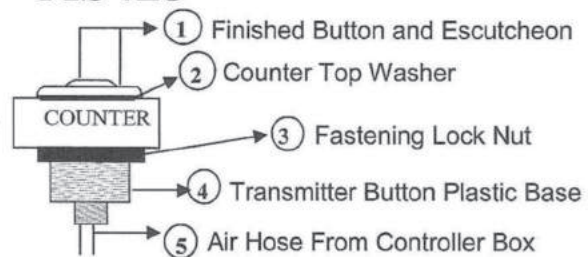 1 Finished Button and Escutcheon
2 Counter Top Washer
COUNTER
3 Fastening Lock Nut
4 Transmitter Button Plastic Base
5 Air Hose From Controller Box